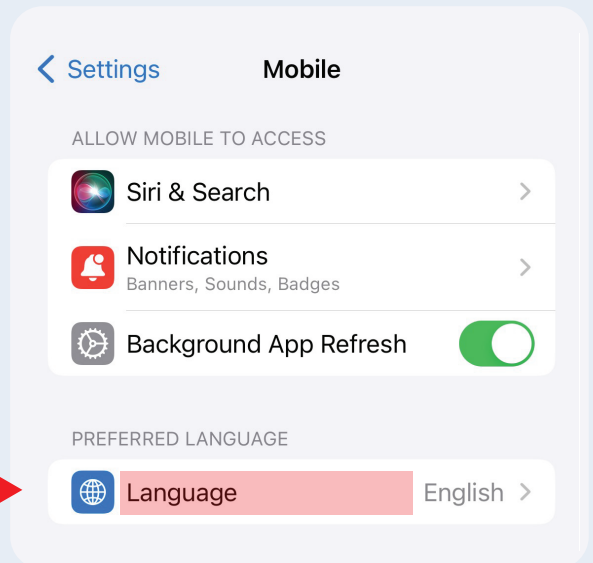 Settings
Mobile
ALLOW MOBILE TO ACCESS
Siri & Search
Notifications
Banners, Sounds, Badges
Background App Refresh
PREFERRED LANGUAGE
Language English